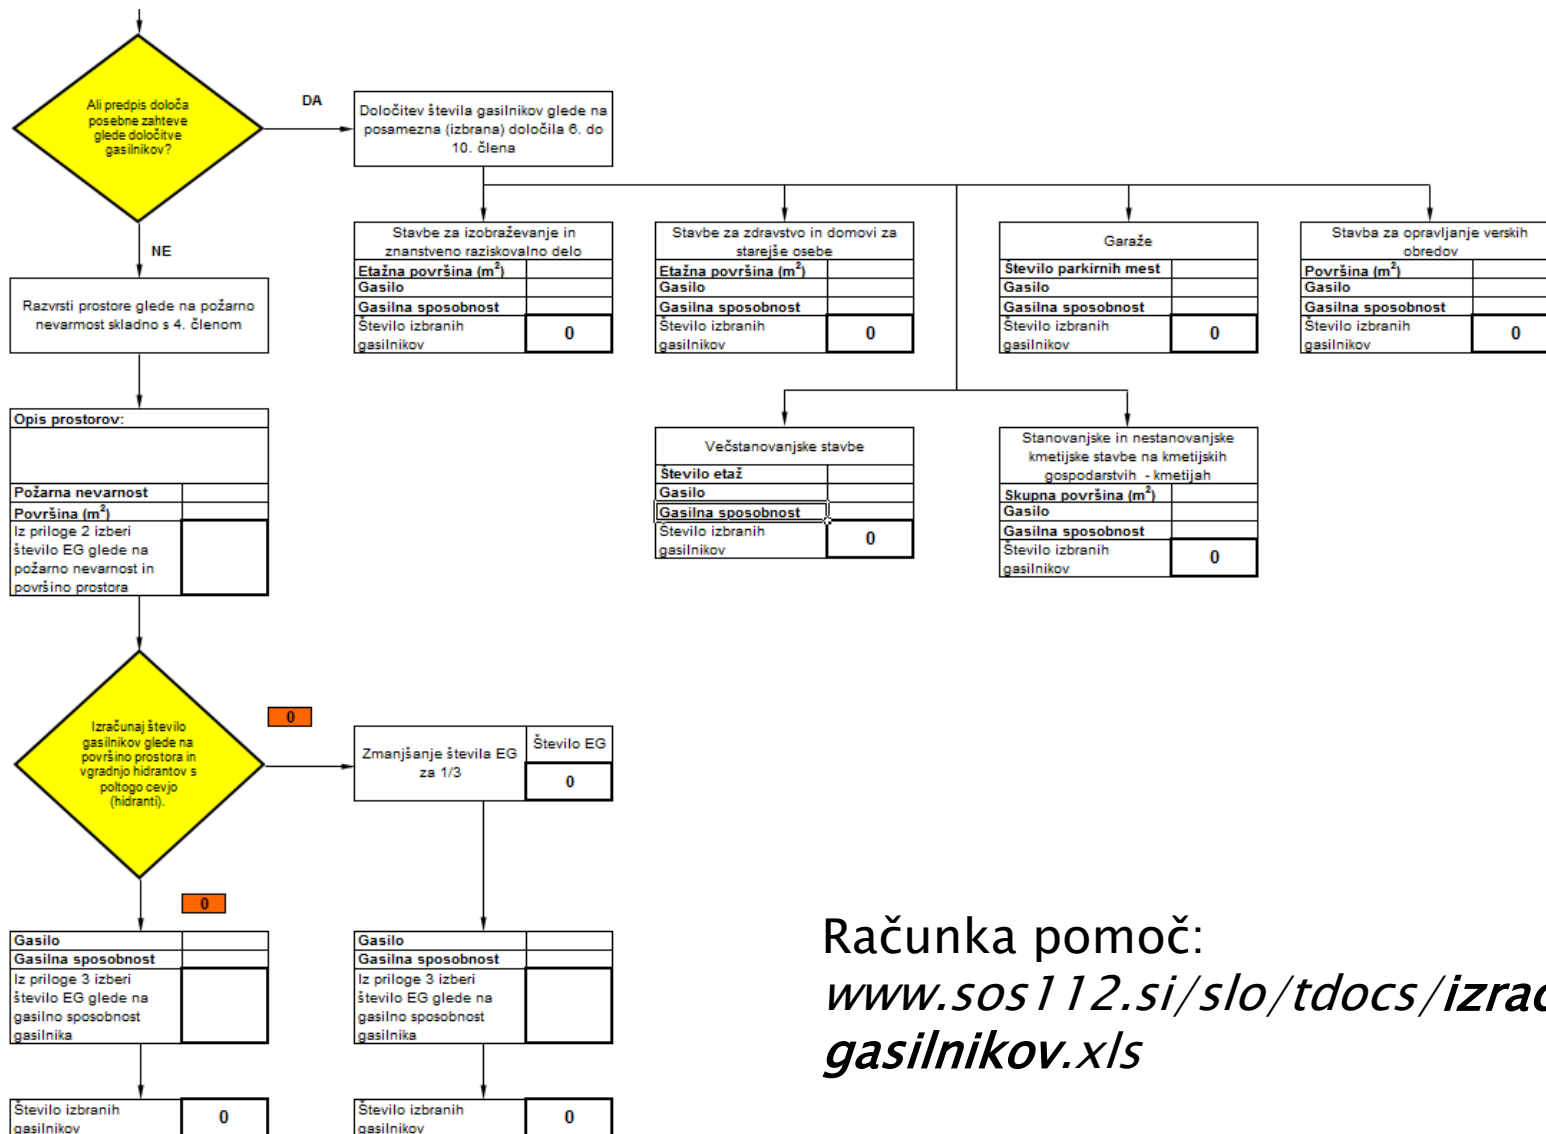 Ali predpis določa
posebne zahteve
glede določitve
gasilnikov?
DA
Določitev števila gasilnikov glede na
posamezna (izbrana) določila 6. do
10. člena
NE
Stavbe za izobraževanje in
znanstveno raziskovalno delo
Etažna površina (m²)
Gasilo
Gasilna sposobnost
Število izbranih
gasilnikov
0
Stavbe za zdravstvo in domovi za
starejše osebe
Etažna površina (m²)
Gasilo
Gasilna sposobnost
Število izbranih
gasilnikov
0
Garaže
Število parkirnih mest
Gasilo
Gasilna sposobnost
Število izbranih
gasilnikov
0
Stavba za opravljanje verskih
obredov
Površina (m²)
Gasilo
Gasilna sposobnost
Število izbranih
gasilnikov
0
Razvrsti prostore glede na požarno
nevarnost skladno s 4. členom
Opis prostorov:
Požarna nevarnost
Površina (m²)
Iz priloge 2 izberi
število EG glede na
požarno nevarnost in
površino prostora
Večstanovanjske stavbe
Število etaž
Gasilo
Gasilna sposobnost
Število izbranih
gasilnikov
0
Stanovanjske in nestanovanjske
kmetijske stavbe na kmetijskih
gospodarstvih - kmetijah
Skupna površina (m²)
Gasilo
Gasilna sposobnost
Število izbranih
gasilnikov
0
Izračunaj število
gasilnikov glede na
površino prostora in
vgradnjo hidrantov s
poltogo cevjo
(hidranti).
0
Zmanjšanje števila EG
za 1/3
Število EG
0
0
Gasilo
Gasilna sposobnost
Iz priloge 3 izberi
število EG glede na
gasilno sposobnost
gasilnika
Število izbranih
gasilnikov
0
Gasilo
Gasilna sposobnost
Iz priloge 3 izberi
število EG glede na
gasilno sposobnost
gasilnika
Število izbranih
gasilnikov
0
Računka pomoč:
www.sos112.si/slo/tdocs/izrac
gasilnikov.xls